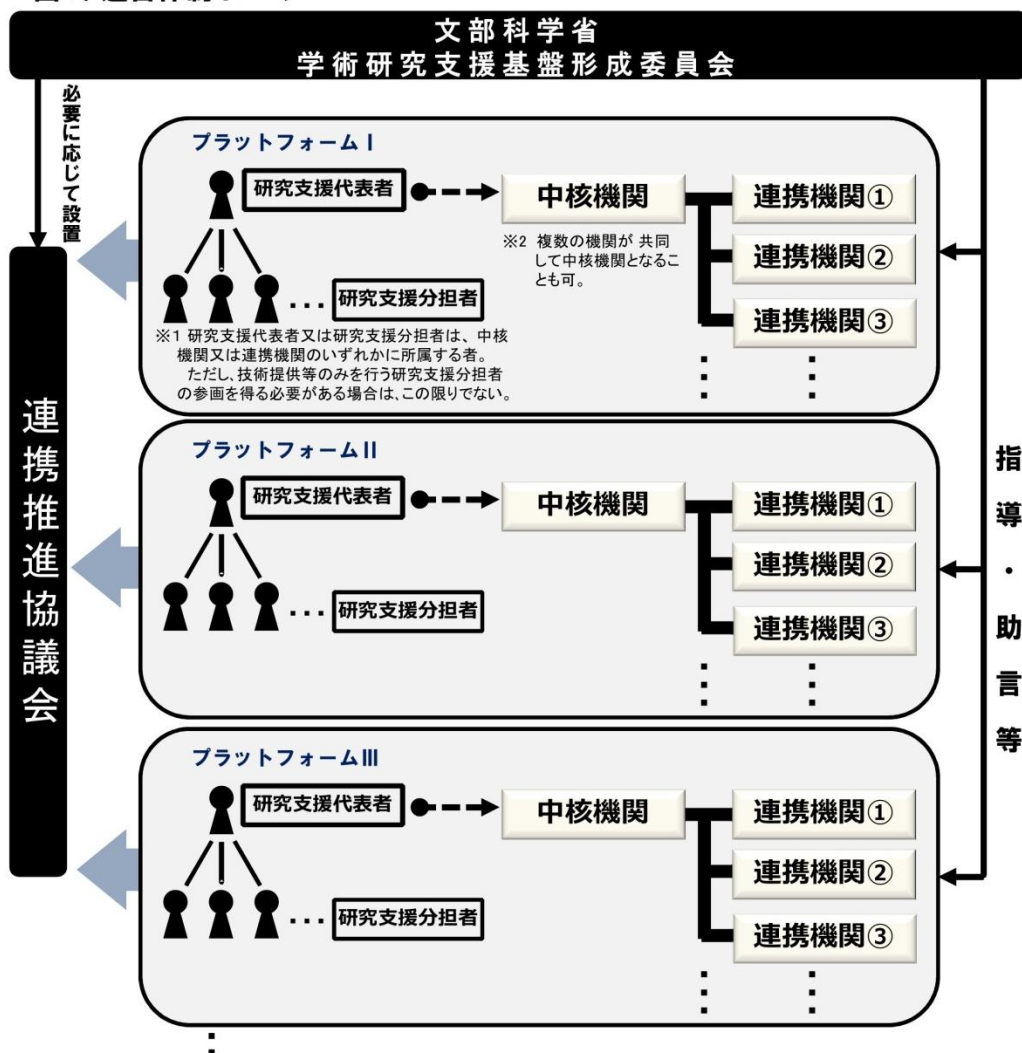 文部科学省
学術研究支援基盤形成委員会
必要に応じて設置
連携推進協議会
プラットフォームⅠ
研究支援代表者
中核機関
連携機関①
※2 複数の機関が 共同
して中核機関となるこ
とも可。
連携機関②
連携機関③
...研究支援分担者
※1 研究支援代表者又は研究支援分担者は、中核
機関又は連携機関のいずれかに所属する者。
ただし、技術提供等のみを行う研究支援分担者
の参画を得る必要がある場合は、この限りでない。
プラットフォームⅡ
研究支援代表者
中核機関
連携機関①
連携機関②
連携機関③
...研究支援分担者
プラットフォームⅢ
研究支援代表者
中核機関
連携機関①
連携機関②
連携機関③
...研究支援分担者
指導・助言等